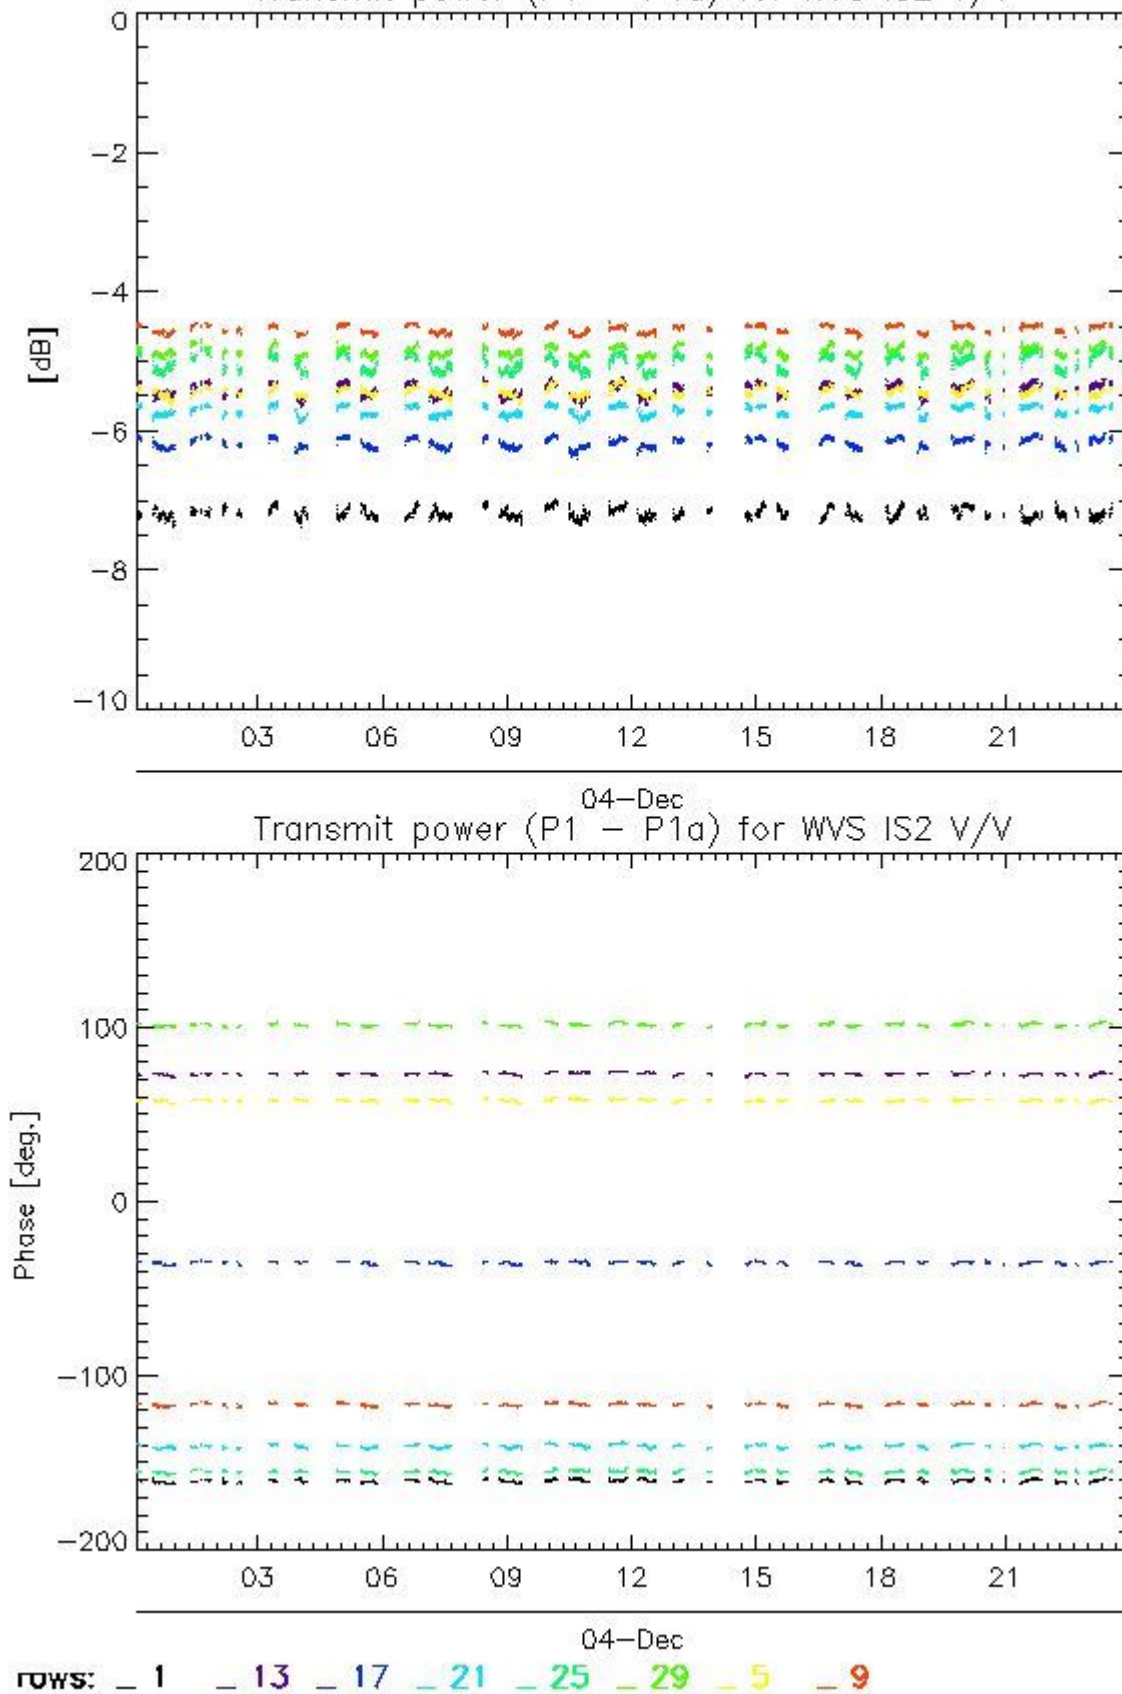 0
−2
−4
[dB]
−6
−8
−10
03 06 09 12 15 18 21
04−Dec
Transmit power (P1 − P1a) for WVS IS2 V/V
200
100
Phase [deg.]
0
−100
−200
03 06 09 12 15 18 21
04−Dec
rows: _ 1 _ 13 _ 17 _ 21 _ 25 _ 29 _ 5 _ 9